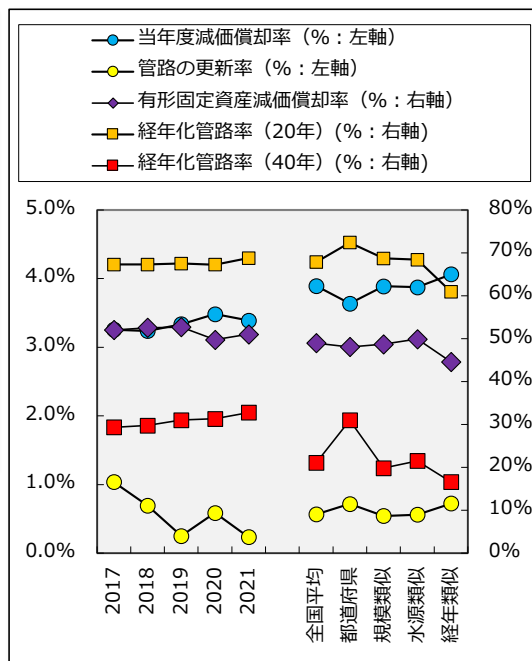 当年度減価償却率（%：左軸）
管路の更新率（%：左軸）
有形固定資産減価償却率（%：右軸）
経年化管路率（20年）(%：右軸)
経年化管路率（40年）(%：右軸)
5.0%
4.0%
3.0%
2.0%
1.0%
0.0%
80%
70%
60%
50%
40%
30%
20%
10%
0%
2017
2018
2019
2020
2021
全国平均
都道府県
規模類似
水源類似
経年類似